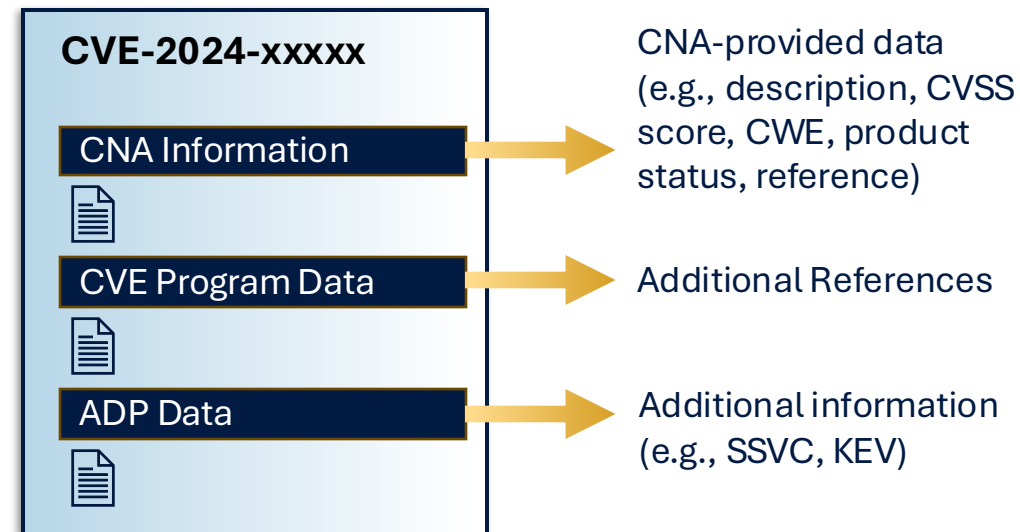 CVE-2024-xxxxx
CNA Information
CNA-provided data
(e.g., description, CVSS
score, CWE, product
status, reference)
CVE Program Data
Additional References
ADP Data
Additional information
(e.g., SSVC, KEV)